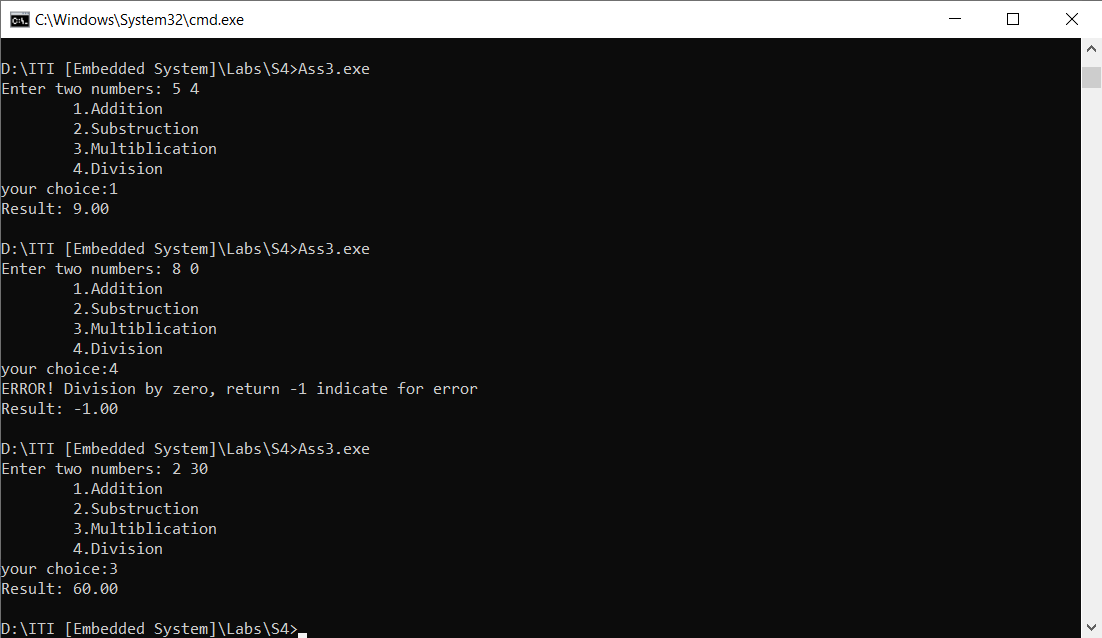 C:\Windows\System32\cmd.exe
D:\ITI [Embedded System]\Labs\S4>Ass3.exe
Enter two numbers: 5 4
1.Addition
2.Substruction
3.Multiblication
4.Division
your choice:1
Result: 9.00
D:\ITI [Embedded System]\Labs\S4>Ass3.exe
Enter two numbers: 8 0
1.Addition
2.Substruction
3.Multiblication
4.Division
your choice:4
ERROR! Division by zero, return -1 indicate for error
Result: -1.00
D:\ITI [Embedded System]\Labs\S4>Ass3.exe
Enter two numbers: 2 30
1.Addition
2.Substruction
3.Multiblication
4.Division
your choice:3
Result: 60.00
D:\ITI [Embedded System]\Labs\S4>